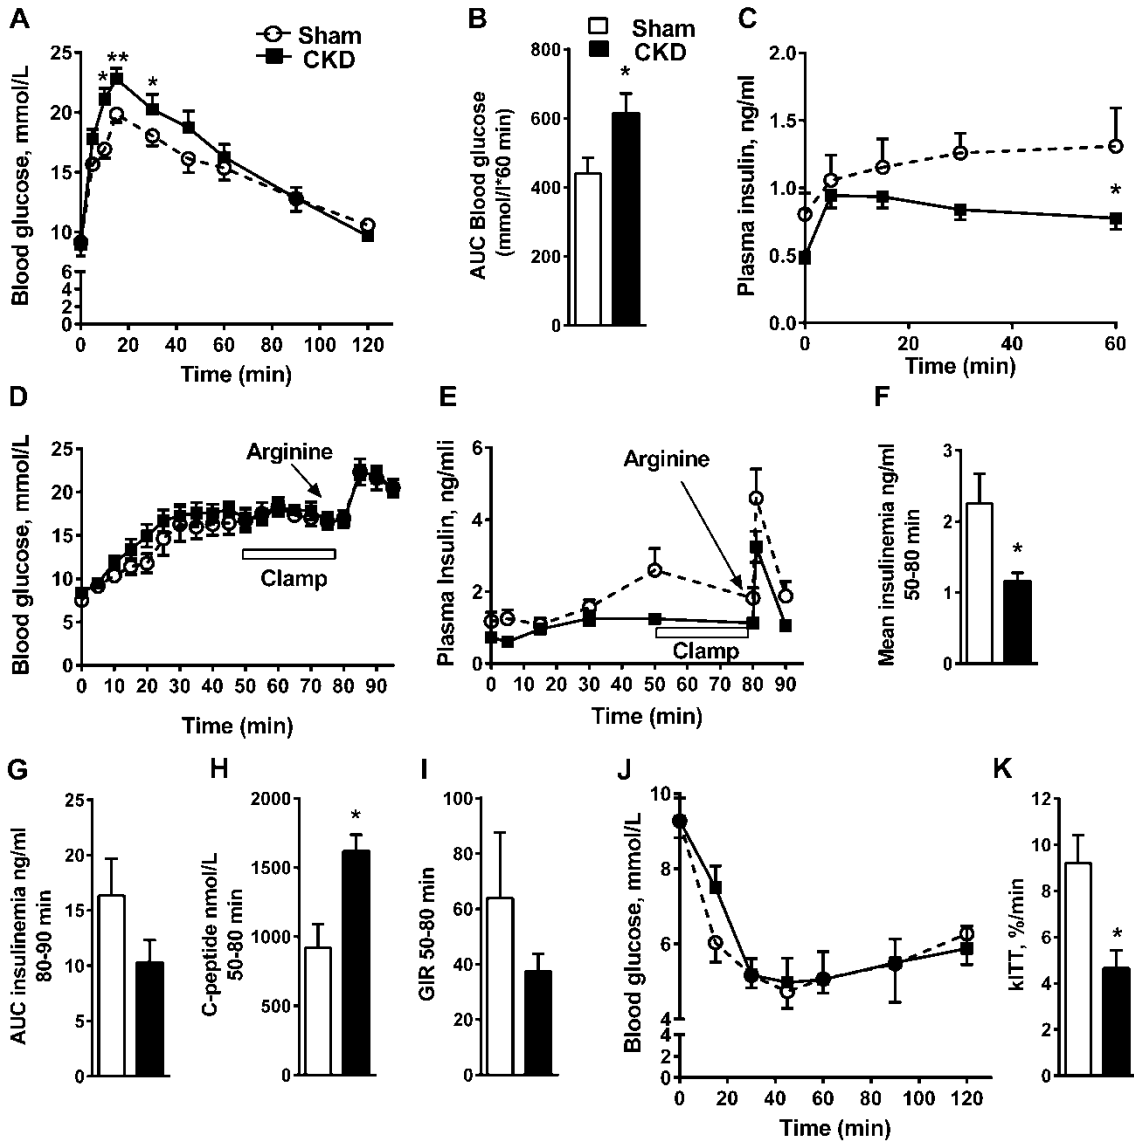 A
Sham
CKD
Blood glucose, mmol/L
25
20
15
10
6
4
2
0
* ** *
0 20 40 60 80 100 120
Time (min)
B
Sham
CKD
AUC Blood glucose
(mmol/l*60 min)
800
600
400
200
0
*
C
Plasma insulin, ng/ml
2.0
1.5
1.0
0.5
0.0
*
0 20 40 60
Time (min)
D
Blood glucose, mmol/L
25
20
15
10
5
0
Arginine
Clamp
0 10 20 30 40 50 60 70 80 90
Time (min)
E
Plasma Insulin, ng/mli
6
4
2
0
Arginine
Clamp
0 10 20 30 40 50 60 70 80 90
Time (min)
F
Mean insulinemia ng/ml
50-80 min
3
2
1
0
*
G
AUC insulinemia ng/ml
80-90 min
25
20
15
10
5
0
H
C-peptide nmol/L
50-80 min
2000
1500
1000
500
0
*
I
GIR 50-80 min
100
80
60
40
20
0
J
Blood glucose, mmol/L
10
8
6
4
4
2
0
0 20 40 60 80 100 120
Time (min)
K
kITT, %/min
12
10
8
6
4
2
0
*